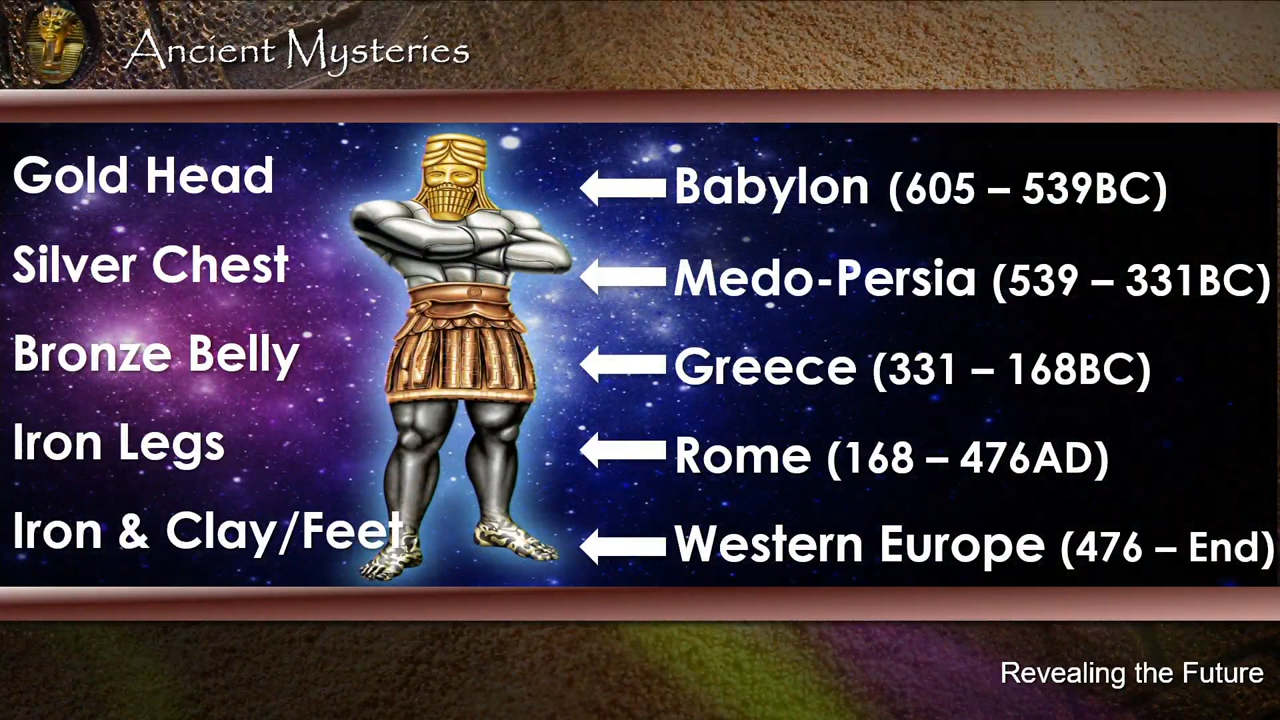 Ancient Mysteries
Gold Head
Silver Chest
Bronze Belly
Iron Legs
Iron & Clay/Feet
Babylon (605 – 539BC)
Medo-Persia (539 – 331BC)
Greece (331 – 168BC)
Rome (168 – 476AD)
Western Europe (476 – End)
Revealing the Future